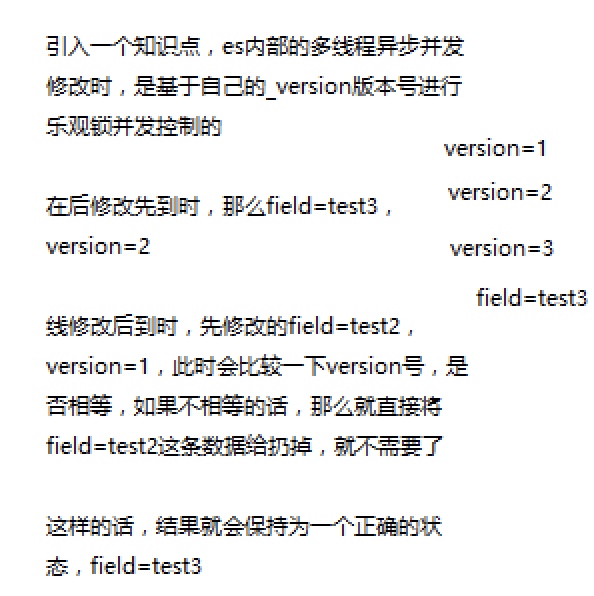 引入一个知识点，es内部的多线程异步并发
修改时，是基于自己的_version版本号进行
乐观锁并发控制的
version=1
version=2
在后修改先到时，那么field=test3，
version=2
version=3
field=test3
线修改后到时，先修改的field=test2，
version=1，此时会比较一下version号，是
否相等，如果不相等的话，那么就直接将
field=test2这条数据给扔掉，就不需要了
这样的话，结果就会保持为一个正确的状
态，field=test3